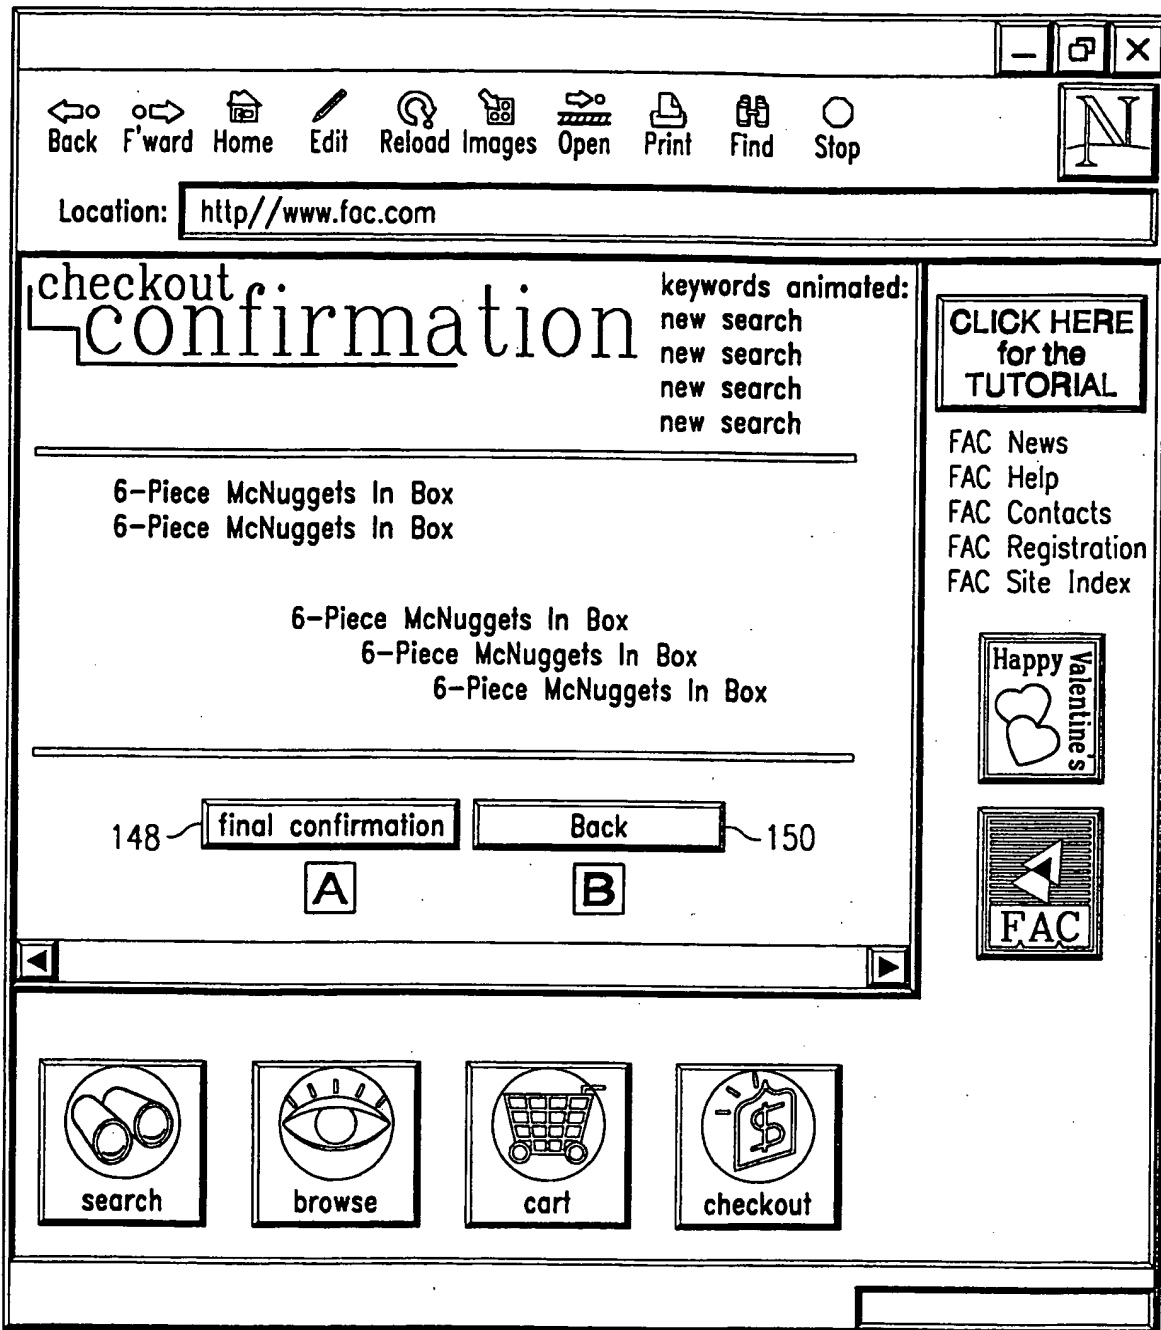 Back F'ward Home Edit Reload Images Open Print Find Stop
N
Location: http//www.fac.com
checkout
confirmation
keywords animated:
new search
new search
new search
new search
CLICK HERE
for the
TUTORIAL
FAC News
FAC Help
FAC Contacts
FAC Registration
FAC Site Index
6-Piece McNuggets In Box
6-Piece McNuggets In Box
6-Piece McNuggets In Box
6-Piece McNuggets In Box
6-Piece McNuggets In Box
Happy
Valentine's
148 final confirmation Back 150
A B
FAC
search browse cart checkout